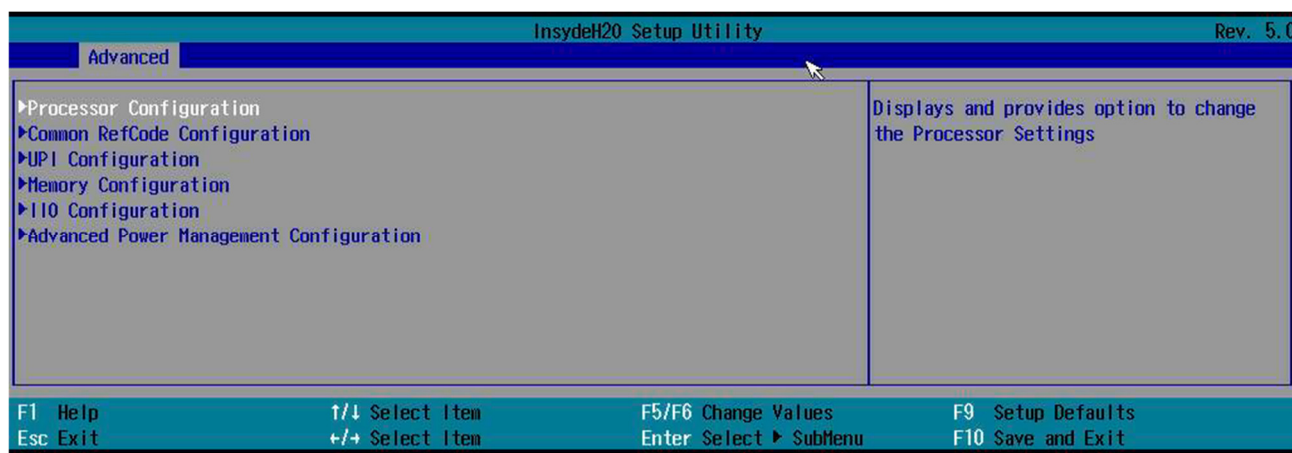 InsydeH20 Setup Utility Rev. 5.0
Advanced
▶Processor Configuration
▶Common RefCode Configuration
▶UPI Configuration
▶Memory Configuration
▶IIO Configuration
▶Advanced Power Management Configuration
Displays and provides option to change
the Processor Settings
F1 Help ↑/↓ Select Item F5/F6 Change Values F9 Setup Defaults
Esc Exit ←/→ Select Item Enter Select ▶ SubMenu F10 Save and Exit